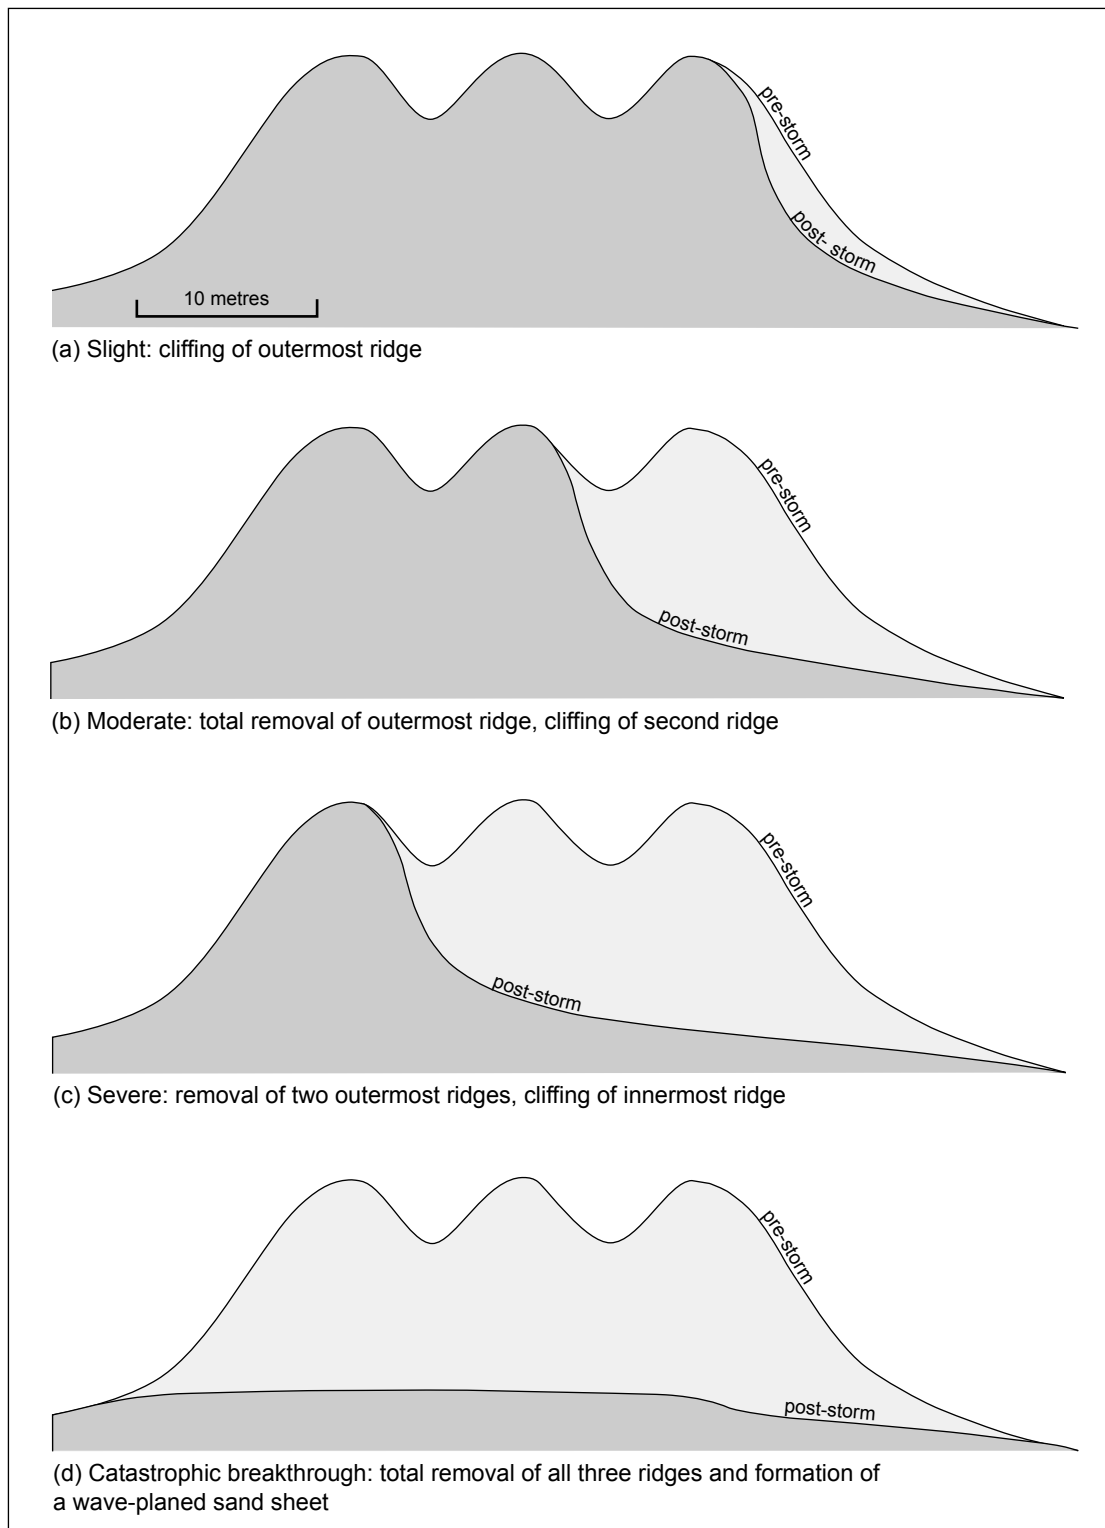 pre-storm
post- storm
10 metres
(a) Slight: cliffing of outermost ridge
pre-storm
post-storm
(b) Moderate: total removal of outermost ridge, cliffing of second ridge
pre-storm
post-storm
(c) Severe: removal of two outermost ridges, cliffing of innermost ridge
pre-storm
post-storm
(d) Catastrophic breakthrough: total removal of all three ridges and formation of
a wave-planed sand sheet